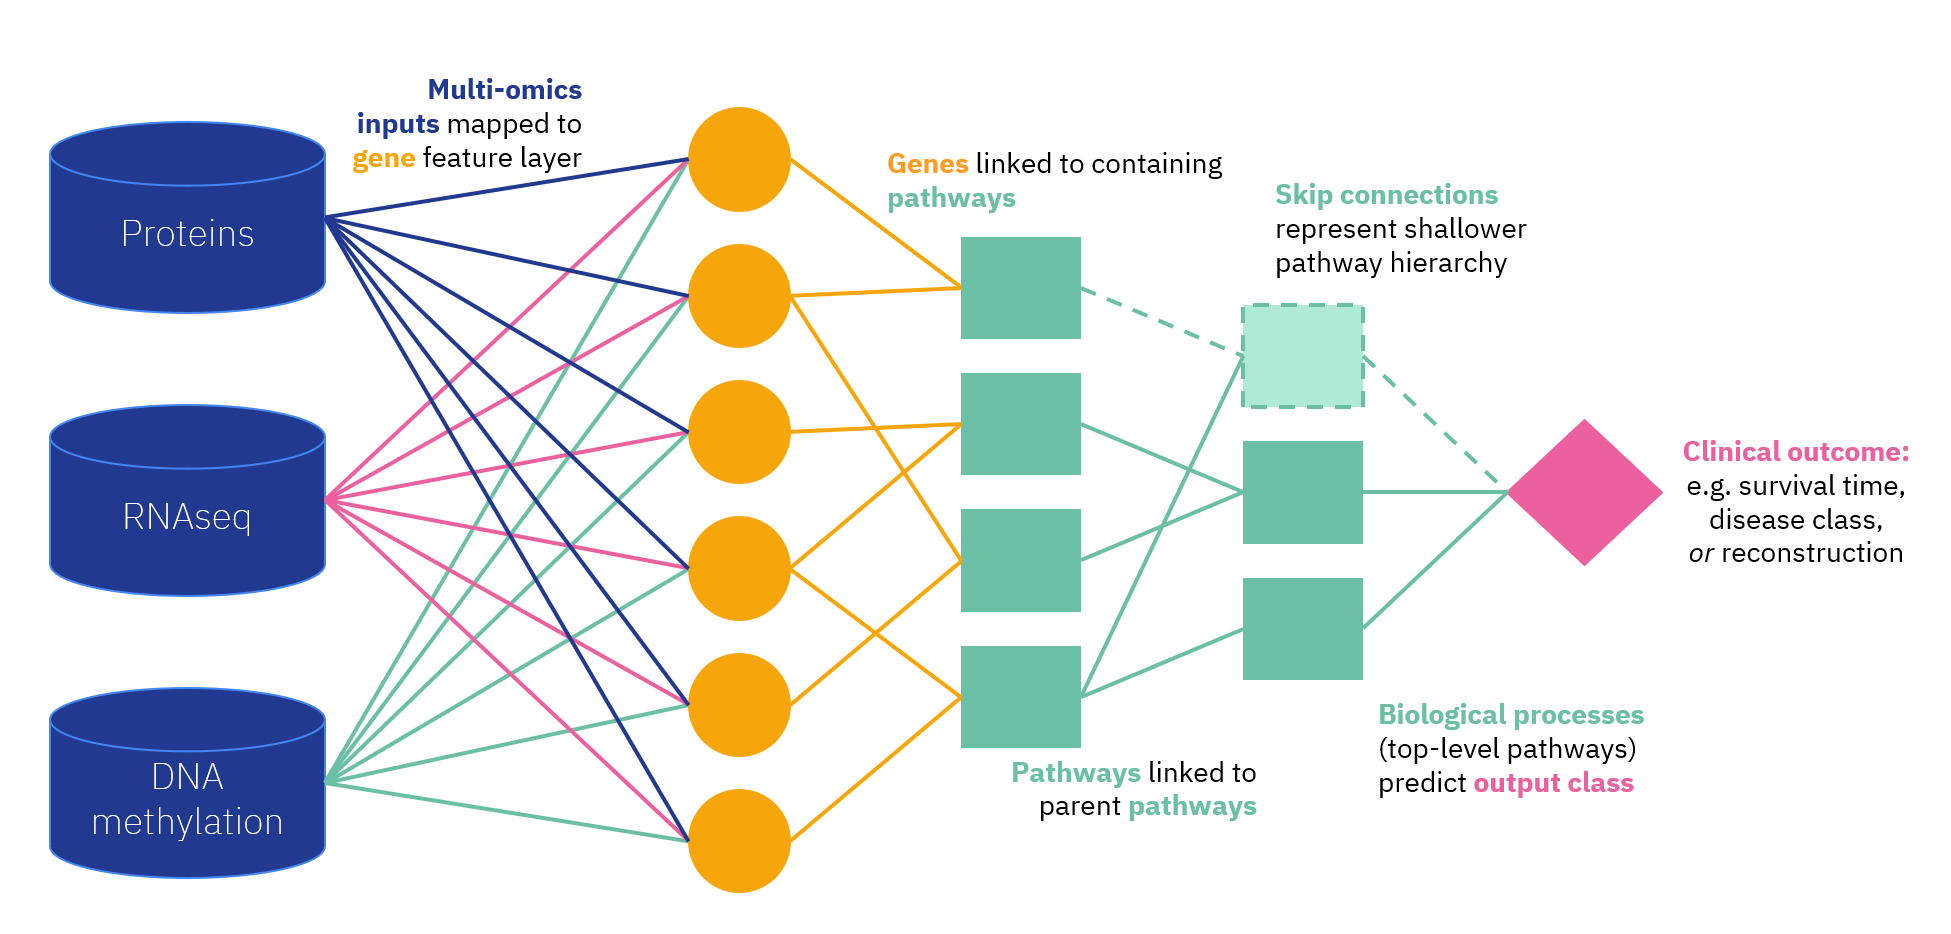 Multi-omics
inputs mapped to
gene feature layer
Proteins
RNAseq
DNA
methylation
Genes linked to containing
pathways
Skip connections
represent shallower
pathway hierarchy
Pathways linked to
parent pathways
Biological processes
(top-level pathways)
predict output class
Clinical outcome:
e.g. survival time,
disease class,
or reconstruction